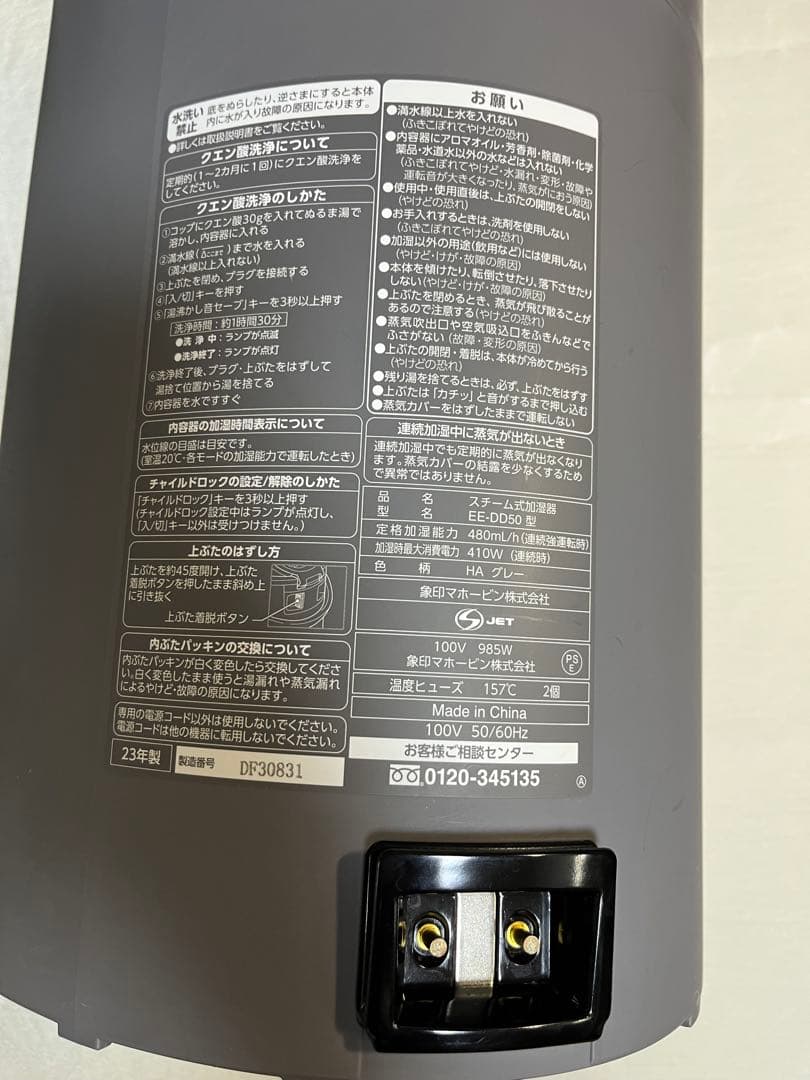 水洗い
禁止
底をぬらしたり、逆さまにすると本体
内に水が入り故障の原因になります。
●詳しくは取扱説明書をご覧ください。
クエン酸洗浄について
定期的(1〜2カ月に1回)にクエン酸洗浄を
してください。
クエン酸洗浄のしかた
①コップにクエン酸30gを入れてぬるま湯で
溶かし、内容器に入れる
②満水線(ここまで)まで水を入れる
(満水線以上入れない)
③上ぶたを閉め、プラグを接続する
④「入/切」キーを押す
⑤「湯沸かし音セーブ」キーを3秒以上押す
洗浄時間:約1時間30分
●洗浄中:ランプが点滅
●洗浄終了:ランプが点灯
⑥洗浄終了後、プラグ・上ぶたをはずして
湯捨て位置から湯を捨てる
⑦内容器を水ですすぐ
内容器の加湿時間表示について
水位線の目盛は目安です。
(室温20℃・各モードの加湿能力で運転したとき)
チャイルドロックの設定/解除のしかた
「チャイルドロック」キーを3秒以上押す
(チャイルドロック設定中はランプが点灯し、
「入/切」キー以外は受けつけません。)
上ぶたのはずし方
上ぶたを約45度開け、上ぶた
着脱ボタンを押したまま斜め上
に引き抜く
上ぶた着脱ボタン
内ぶたパッキンの交換について
内ぶたパッキンが白く変色したら交換してくださ
い。白く変色したまま使うと湯漏れや蒸気漏れ
によるやけど・故障の原因になります。
専用の電源コード以外は使用しないでください。
電源コードは他の機器に転用しないでください。
23年製
製造番号
DF30831
お願い
●満水線以上水を入れない
(ふきこぼれてやけどの恐れ)
●内容器にアロマオイル・芳香剤・除菌剤・化学
薬品・水道水以外の水などは入れない
(ふきこぼれてやけど・水漏れ・変形・故障や
運転音が大きくなったり、蒸気がにおう原因)
●使用中・使用直後は、上ぶたの開閉をしない
(やけどの恐れ)
●お手入れするときは、洗剤を使用しない
(ふきこぼれてやけどの恐れ)
●加湿以外の用途(飲用など)には使用しない
(やけど・けが・故障の原因)
●本体を傾けたり、転倒させたり、落下させたり
しない(やけど・けが・故障の原因)
●上ぶたを閉めるとき、蒸気が飛び散ることが
あるので注意する(やけどの恐れ)
●蒸気吹出口や空気吸込口をふきんなどで
ふさがない(故障・変形の原因)
●上ぶたの開閉・着脱は、本体が冷めてから行う
(やけどの恐れ)
●残り湯を捨てるときは、必ず、上ぶたをはずす
●上ぶたは「カチッ」と音がするまで押し込む
●蒸気カバーをはずしたままで運転しない
連続加湿中に蒸気が出ないとき
連続加湿中でも定期的に蒸気が出なくなり
ます。蒸気カバーの結露を少なくするため
で異常ではありません。
品名 スチーム式加湿器
型名 EE-DD50 型
定格加湿能力 480mL/h(連続強運転時)
加湿時最大消費電力 410W(連続時)
色柄 HA グレー
象印マホービン株式会社
JET
100V 985W
象印マホービン株式会社
PS
E
温度ヒューズ 157℃ 2個
Made in China
100V 50/60Hz
お客様ご相談センター
0120-345135
Ⓐ